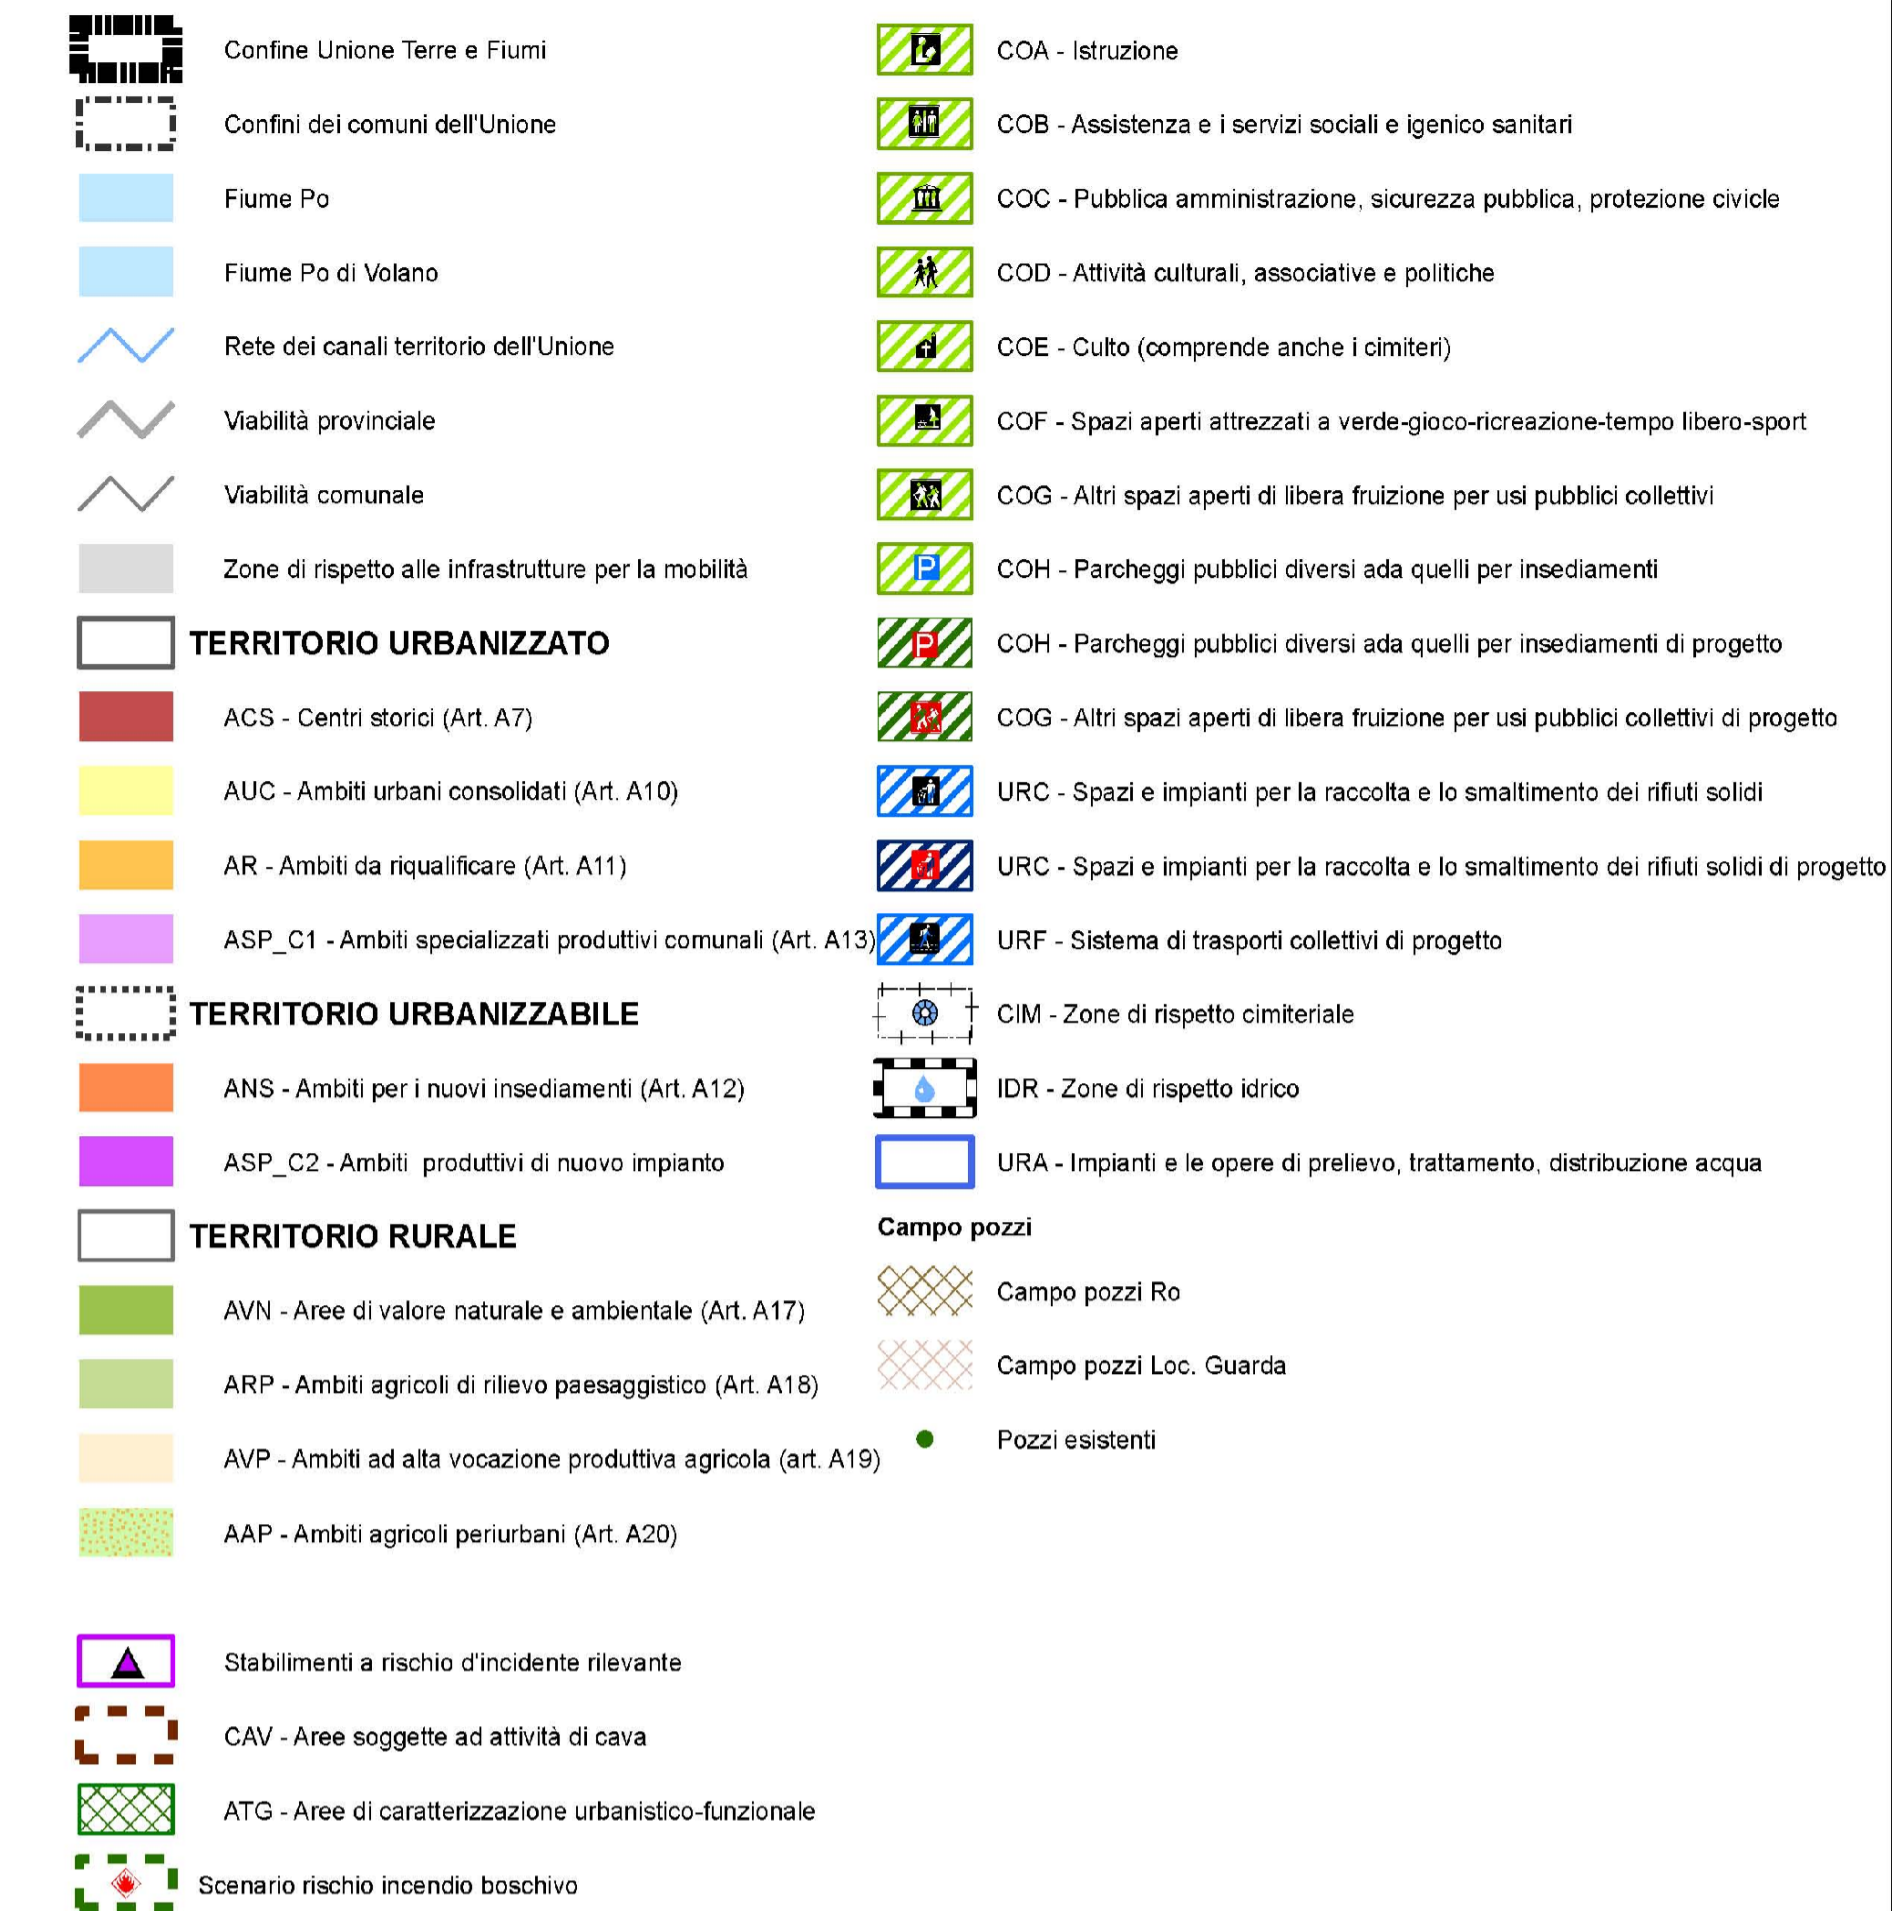 Confine Unione Terre e Fiumi
Confini dei comuni dell'Unione
Fiume Po
Fiume Po di Volano
Rete dei canali territorio dell'Unione
Viabilità provinciale
Viabilità comunale
Zone di rispetto alle infrastrutture per la mobilità
TERRITORIO URBANIZZATO
ACS - Centri storici (Art. A7)
AUC - Ambiti urbani consolidati (Art. A10)
AR - Ambiti da riqualificare (Art. A11)
ASP_C1 - Ambiti specializzati produttivi comunali (Art. A13)
TERRITORIO URBANIZZABILE
ANS - Ambiti per i nuovi insediamenti (Art. A12)
ASP_C2 - Ambiti produttivi di nuovo impianto
TERRITORIO RURALE
AVN - Aree di valore naturale e ambientale (Art. A17)
ARP - Ambiti agricoli di rilievo paesaggistico (Art. A18)
AVP - Ambiti ad alta vocazione produttiva agricola (art. A19)
AAP - Ambiti agricoli periurbani (Art. A20)
Stabilimenti a rischio d'incidente rilevante
CAV - Aree soggette ad attività di cava
ATG - Aree di caratterizzazione urbanistico-funzionale
Scenario rischio incendio boschivo
COA - Istruzione
COB - Assistenza e i servizi sociali e igenico sanitari
COC - Pubblica amministrazione, sicurezza pubblica, protezione civicle
COD - Attività culturali, associative e politiche
COE - Culto (comprende anche i cimiteri)
COF - Spazi aperti attrezzati a verde-gioco-ricreazione-tempo libero-sport
COG - Altri spazi aperti di libera fruizione per usi pubblici collettivi
P COH - Parcheggi pubblici diversi ada quelli per insediamenti
P COH - Parcheggi pubblici diversi ada quelli per insediamenti di progetto
COG - Altri spazi aperti di libera fruizione per usi pubblici collettivi di progetto
URC - Spazi e impianti per la raccolta e lo smaltimento dei rifiuti solidi
URC - Spazi e impianti per la raccolta e lo smaltimento dei rifiuti solidi di progetto
URF - Sistema di trasporti collettivi di progetto
CIM - Zone di rispetto cimiteriale
IDR - Zone di rispetto idrico
URA - Impianti e le opere di prelievo, trattamento, distribuzione acqua
Campo pozzi
Campo pozzi Ro
Campo pozzi Loc. Guarda
Pozzi esistenti